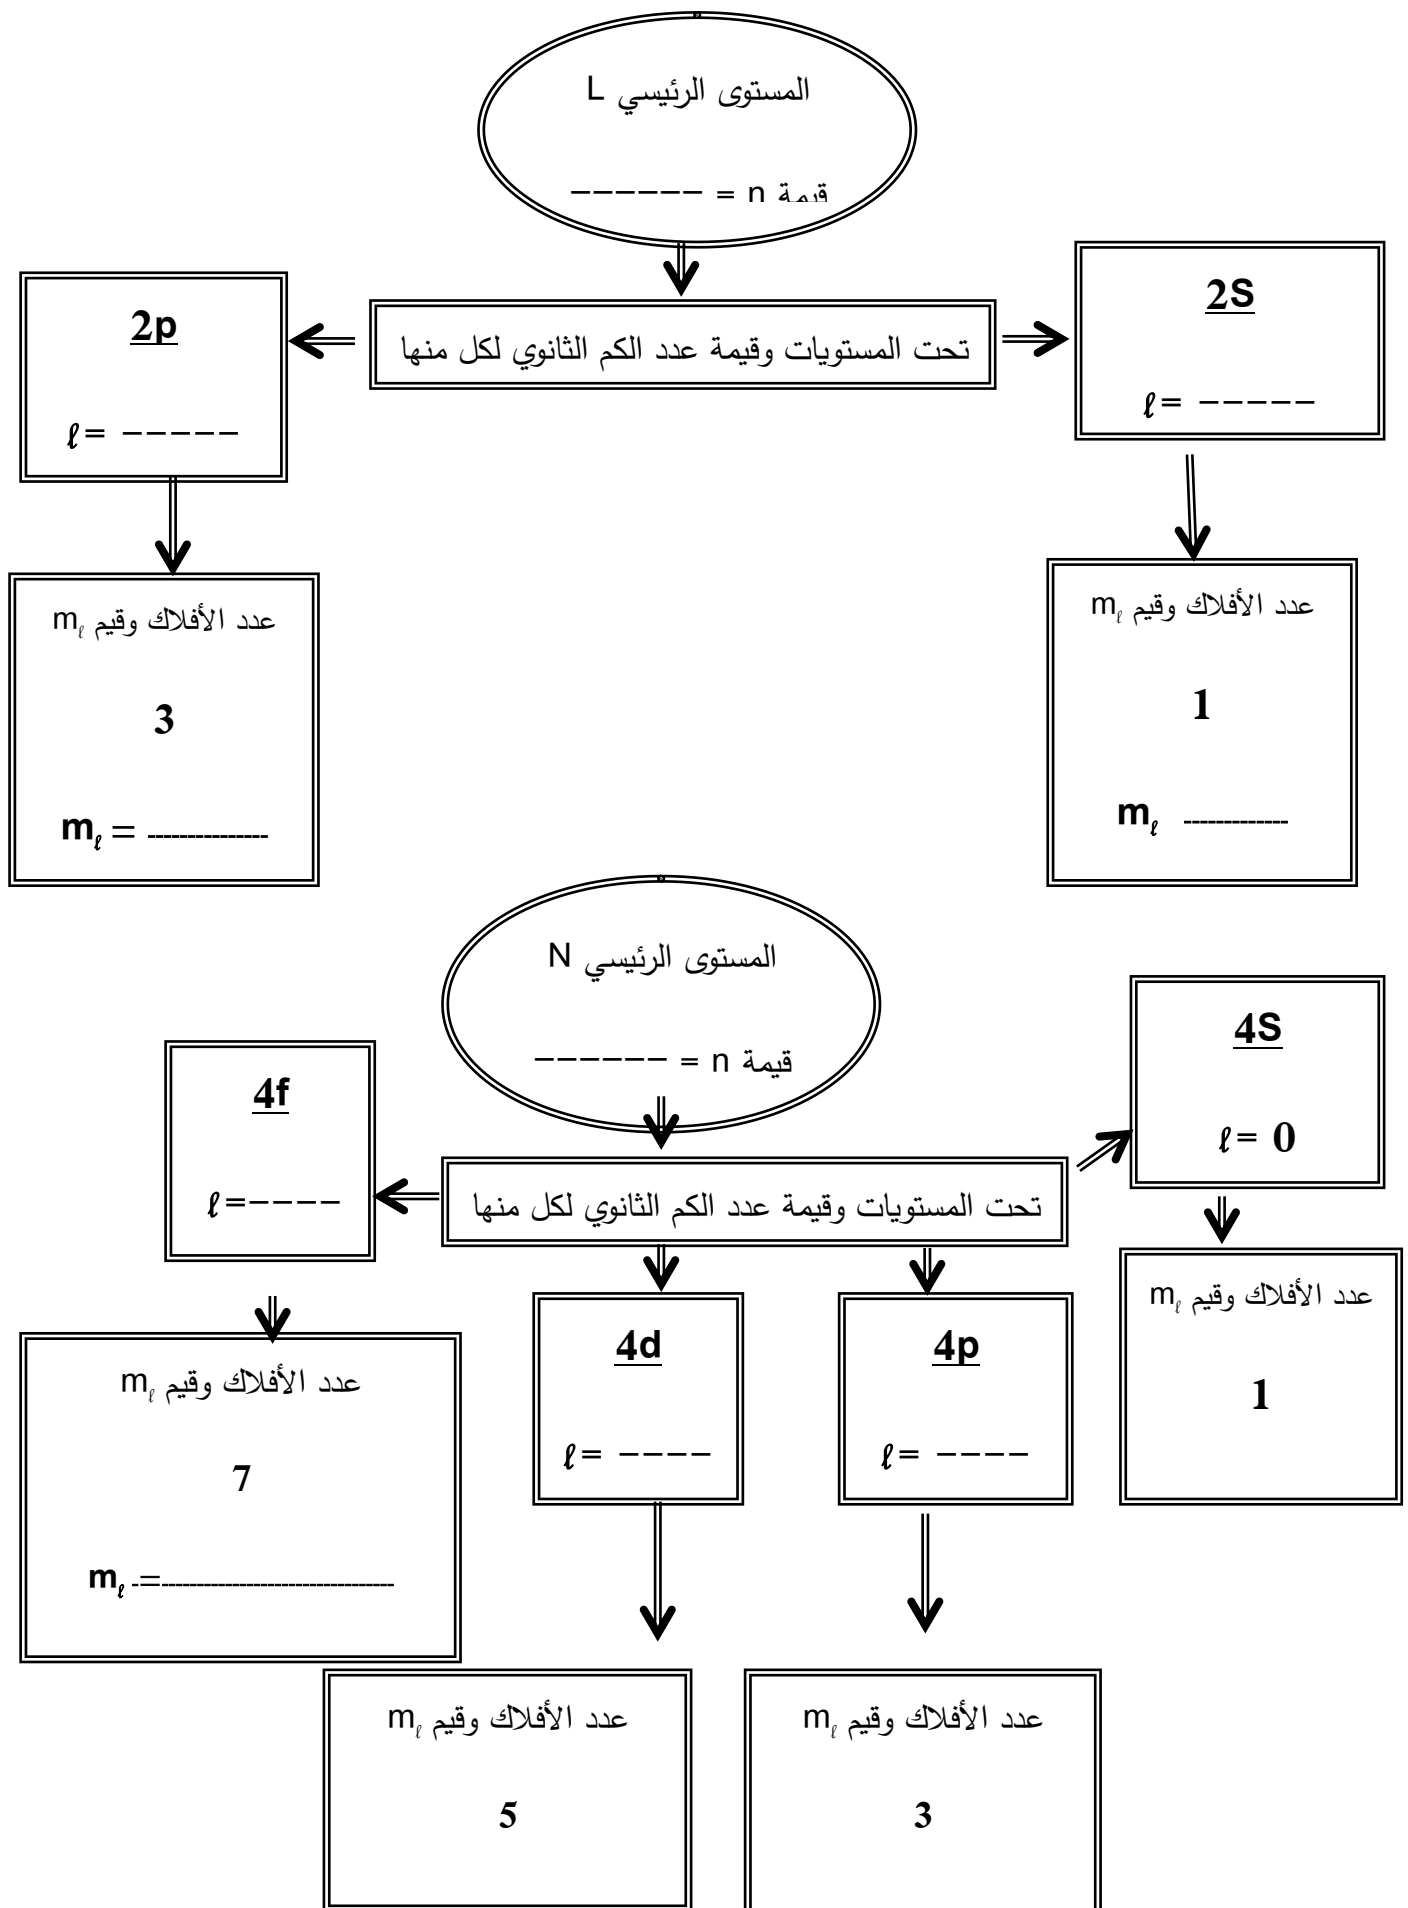 المستوى الرئيسي L
قيمة n = ------
تحت المستويات وقيمة عدد الكم الثانوي لكل منها
2S
ℓ = -----
2p
ℓ = -----
عدد الأفلاك وقيم mℓ
1
mℓ -------------
عدد الأفلاك وقيم mℓ
3
mℓ = ---------------
المستوى الرئيسي N
قيمة n = ------
تحت المستويات وقيمة عدد الكم الثانوي لكل منها
4S
ℓ = 0
4f
ℓ =----
عدد الأفلاك وقيم mℓ
1
4p
ℓ = ----
4d
ℓ = ----
عدد الأفلاك وقيم mℓ
7
mℓ -=---------------------------------
عدد الأفلاك وقيم mℓ
3
عدد الأفلاك وقيم mℓ
5